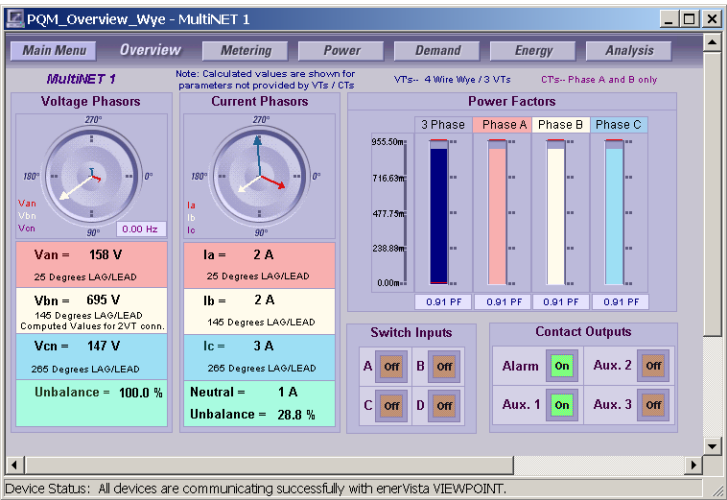 PQM_Overview_Wye - MultiNET 1
Main Menu Overview Metering Power Demand Energy Analysis
MultiNET 1
Note: Calculated values are shown for
parameters not provided by VTs / CTs
VT's-- 4 Wire Wye / 3 VTs
CT's-- Phase A and B only
Voltage Phasors
270°
180°
0°
90°
Van
Vbn
Vcn
0.00 Hz
Van = 158 V
25 Degrees LAG/LEAD
Vbn = 695 V
145 Degrees LAG/LEAD
Computed Values for 2VT conn.
Vcn = 147 V
265 Degrees LAG/LEAD
Unbalance = 100.0 %
Current Phasors
270°
180°
0°
90°
Ia
Ib
Ic
Ia = 2 A
25 Degrees LAG/LEAD
Ib = 2 A
145 Degrees LAG/LEAD
Ic = 3 A
265 Degrees LAG/LEAD
Neutral = 1 A
Unbalance = 28.8 %
Power Factors
3 Phase Phase A Phase B Phase C
955.50m
716.63m
477.75m
238.88m
0.00m
0.91 PF 0.91 PF 0.91 PF 0.91 PF
Switch Inputs
A Off B Off
C Off D Off
Contact Outputs
Alarm On Aux. 2 Off
Aux. 1 On Aux. 3 Off
Device Status: All devices are communicating successfully with enerVista VIEWPOINT.